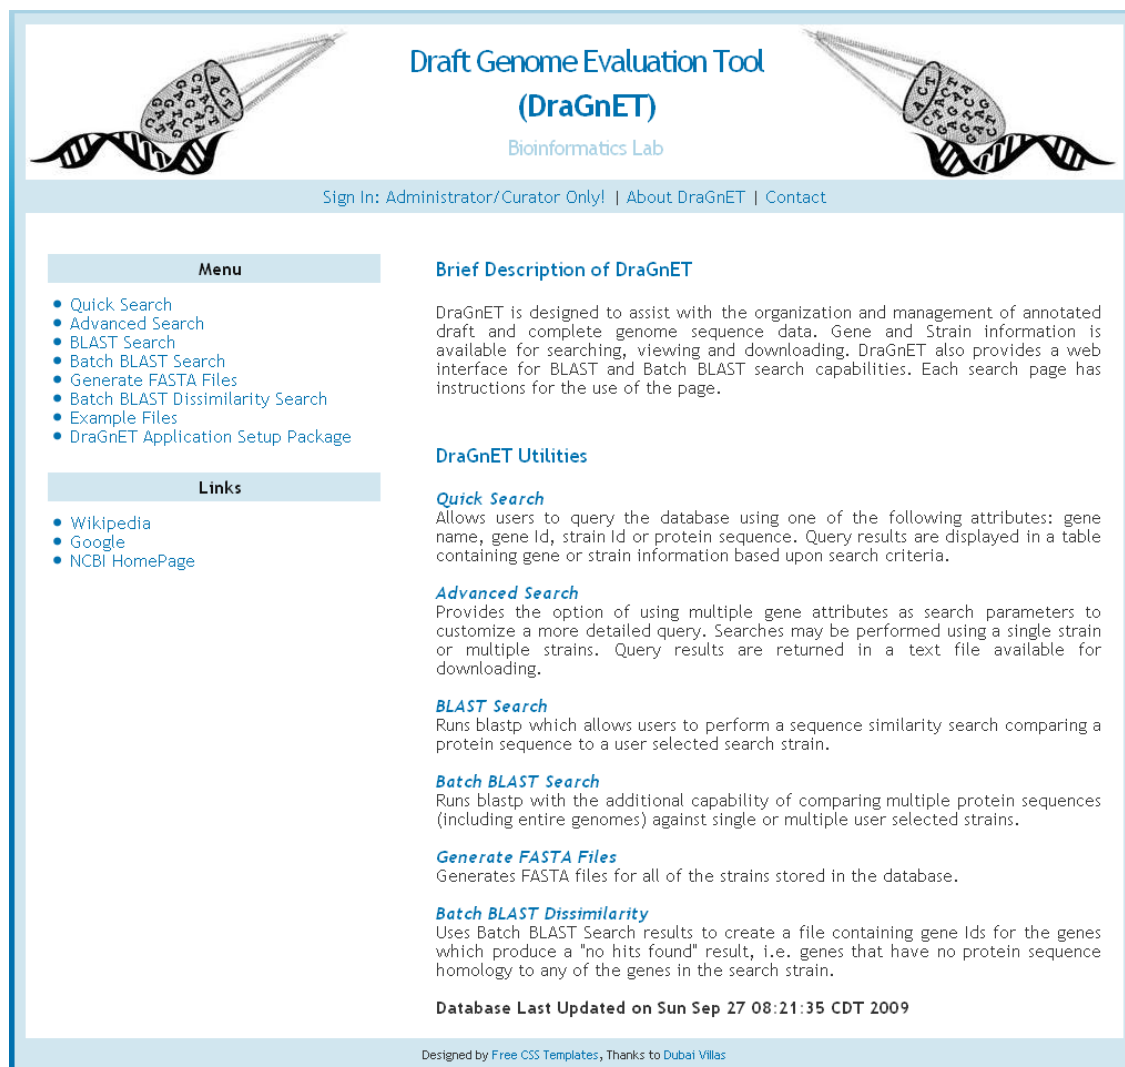 Draft Genome Evaluation Tool
(DraGnET)
Bioinformatics Lab
Sign In: Administrator/Curator Only! | About DraGnET | Contact
Menu
Quick Search
Advanced Search
BLAST Search
Batch BLAST Search
Generate FASTA Files
Batch BLAST Dissimilarity Search
Example Files
DraGnET Application Setup Package
Links
Wikipedia
Google
NCBI HomePage
Brief Description of DraGnET
DraGnET is designed to assist with the organization and management of annotated
draft and complete genome sequence data. Gene and Strain information is
available for searching, viewing and downloading. DraGnET also provides a web
interface for BLAST and Batch BLAST search capabilities. Each search page has
instructions for the use of the page.
DraGnET Utilities
Quick Search
Allows users to query the database using one of the following attributes: gene
name, gene Id, strain Id or protein sequence. Query results are displayed in a table
containing gene or strain information based upon search criteria.
Advanced Search
Provides the option of using multiple gene attributes as search parameters to
customize a more detailed query. Searches may be performed using a single strain
or multiple strains. Query results are returned in a text file available for
downloading.
BLAST Search
Runs blastp which allows users to perform a sequence similarity search comparing a
protein sequence to a user selected search strain.
Batch BLAST Search
Runs blastp with the additional capability of comparing multiple protein sequences
(including entire genomes) against single or multiple user selected strains.
Generate FASTA Files
Generates FASTA files for all of the strains stored in the database.
Batch BLAST Dissimilarity
Uses Batch BLAST Search results to create a file containing gene Ids for the genes
which produce a "no hits found" result, i.e. genes that have no protein sequence
homology to any of the genes in the search strain.
Database Last Updated on Sun Sep 27 08:21:35 CDT 2009
Designed by Free CSS Templates, Thanks to Dubai Villas